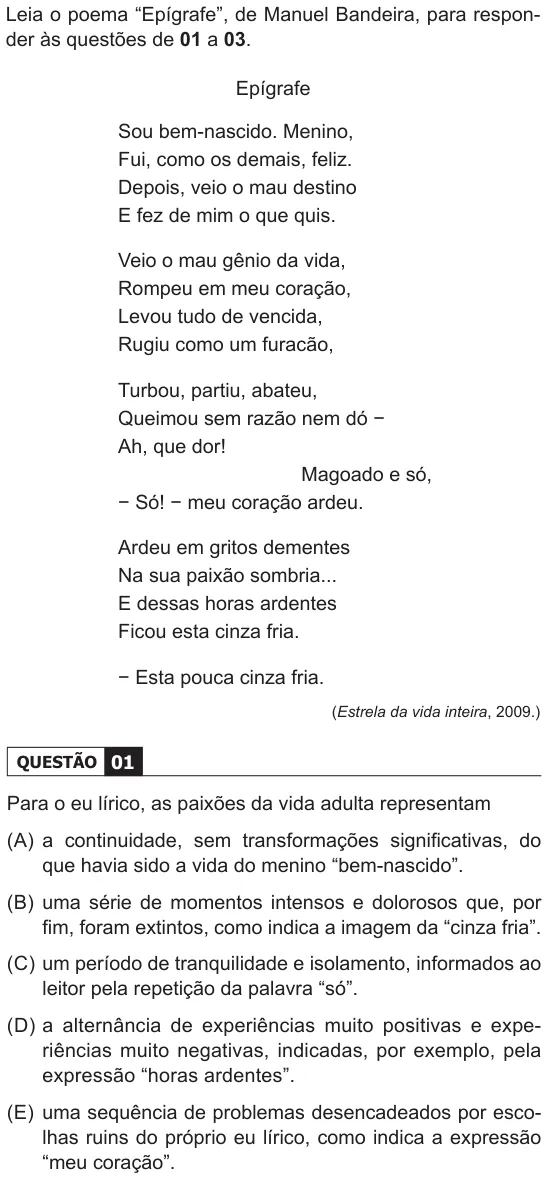 Leia o poema “Epígrafe”, de Manuel Bandeira, para respon-
der às questões de 01 a 03.
Epígrafe
Sou bem-nascido. Menino,
Fui, como os demais, feliz.
Depois, veio o mau destino
E fez de mim o que quis.
Veio o mau gênio da vida,
Rompeu em meu coração,
Levou tudo de vencida,
Rugiu como um furacão,
Turbou, partiu, abateu,
Queimou sem razão nem dó –
Ah, que dor!
Magoado e só,
– Só! – meu coração ardeu.
Ardeu em gritos dementes
Na sua paixão sombria...
E dessas horas ardentes
Ficou esta cinza fria.
– Esta pouca cinza fria.
(Estrela da vida inteira, 2009.)
QUESTÃO 01
Para o eu lírico, as paixões da vida adulta representam
(A) a continuidade, sem transformações significativas, do
que havia sido a vida do menino “bem-nascido”.
(B) uma série de momentos intensos e dolorosos que, por
fim, foram extintos, como indica a imagem da “cinza fria”.
(C) um período de tranquilidade e isolamento, informados ao
leitor pela repetição da palavra “só”.
(D) a alternância de experiências muito positivas e expe-
riências muito negativas, indicadas, por exemplo, pela
expressão “horas ardentes”.
(E) uma sequência de problemas desencadeados por esco-
lhas ruins do próprio eu lírico, como indica a expressão
“meu coração”.